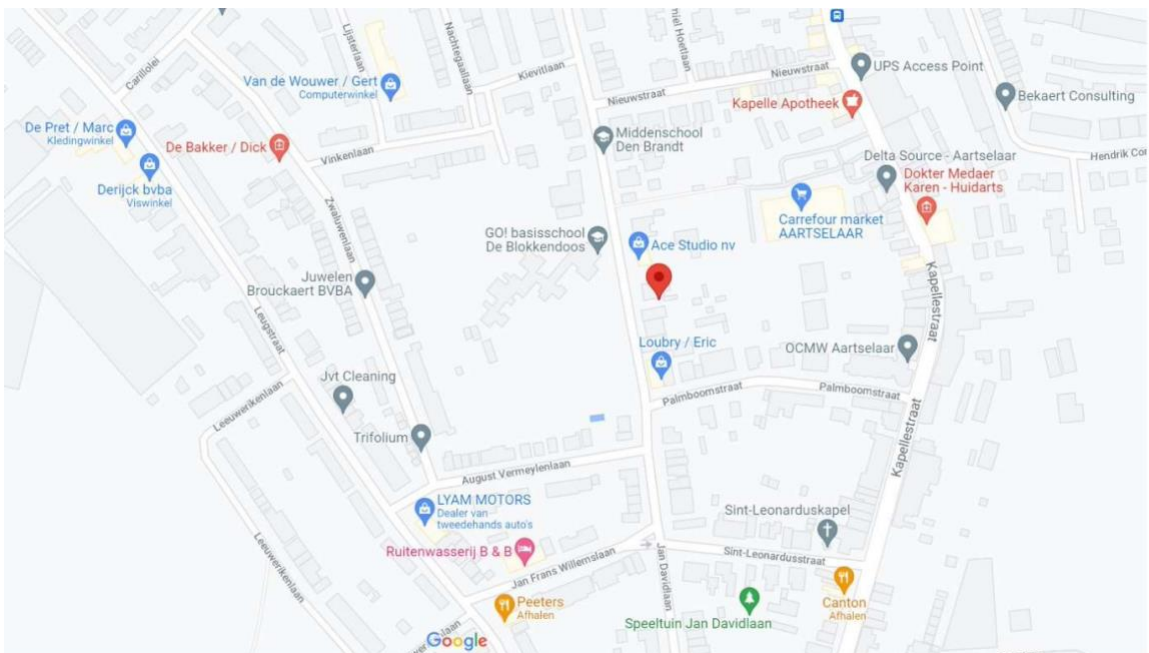 Carillolei
Lijsterlaan
Nachtegaallaan
Kievitlaan
Nieuwstraat
Nieuwstraat
UPS Access Point
Van de Wouwer / Gert
Computerwinkel
Kapelle Apotheek
Bekaert Consulting
De Pret / Marc
Kledingwinkel
De Bakker / Dick
Vinkenlaan
Middenschool
Den Brandt
Delta Source - Aartselaar
Dokter Medaer
Karen - Huidarts
Derijck bvba
Viswinkel
Zwaluwenlaan
Carrefour market
AARTSELAAR
GO! basisschool
De Blokkendoos
Ace Studio nv
Juwelen
Brouckaert BVBA
Kapellestraat
Leugstraat
Loubry / Eric
OCMW Aartselaar
Jvt Cleaning
Leeuwerikenlaan
Palmboomstraat
Palmboomstraat
Kapellestraat
Trifolium
August Vermeylenlaan
LYAM MOTORS
Dealer van
tweedehands auto's
Sint-Leonarduskapel
Ruitenwasserij B & B
Leeuwerikenlaan
Jan Frans Willemslaan
Jan Davidlaan
Sint-Leonardusstraat
Peeters
Afhalen
Speeltuin Jan Davidlaan
Canton
Afhalen
Google